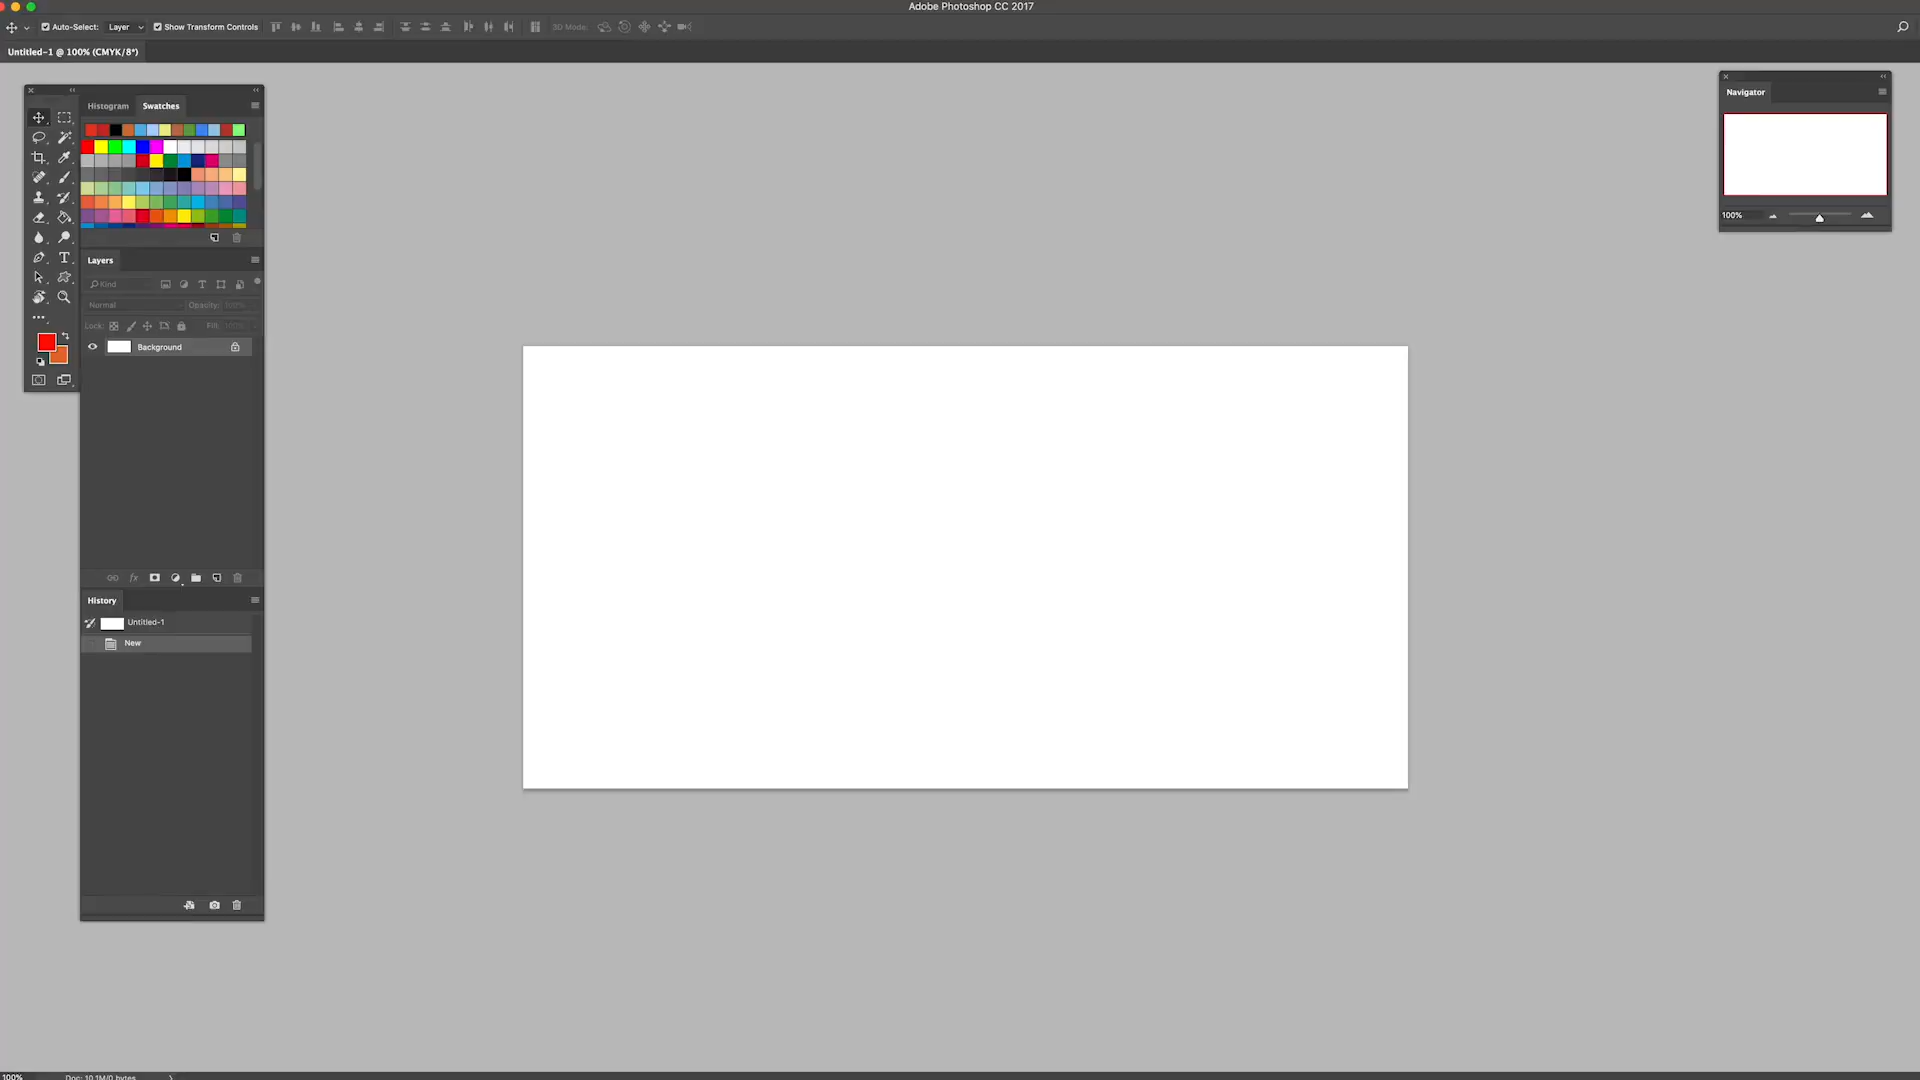 Adobe Photoshop CC 2017
Auto-Select: Layer Show Transform Controls 3D Mode:
Untitled-1 @ 100% (CMYK/8*)
Histogram Swatches
Navigator
100%
Layers
Kind
Normal Opacity: 100%
Lock: Fill: 100%
Background
fx
History
Untitled-1
New
100% Doc: 10.1M/0 bytes